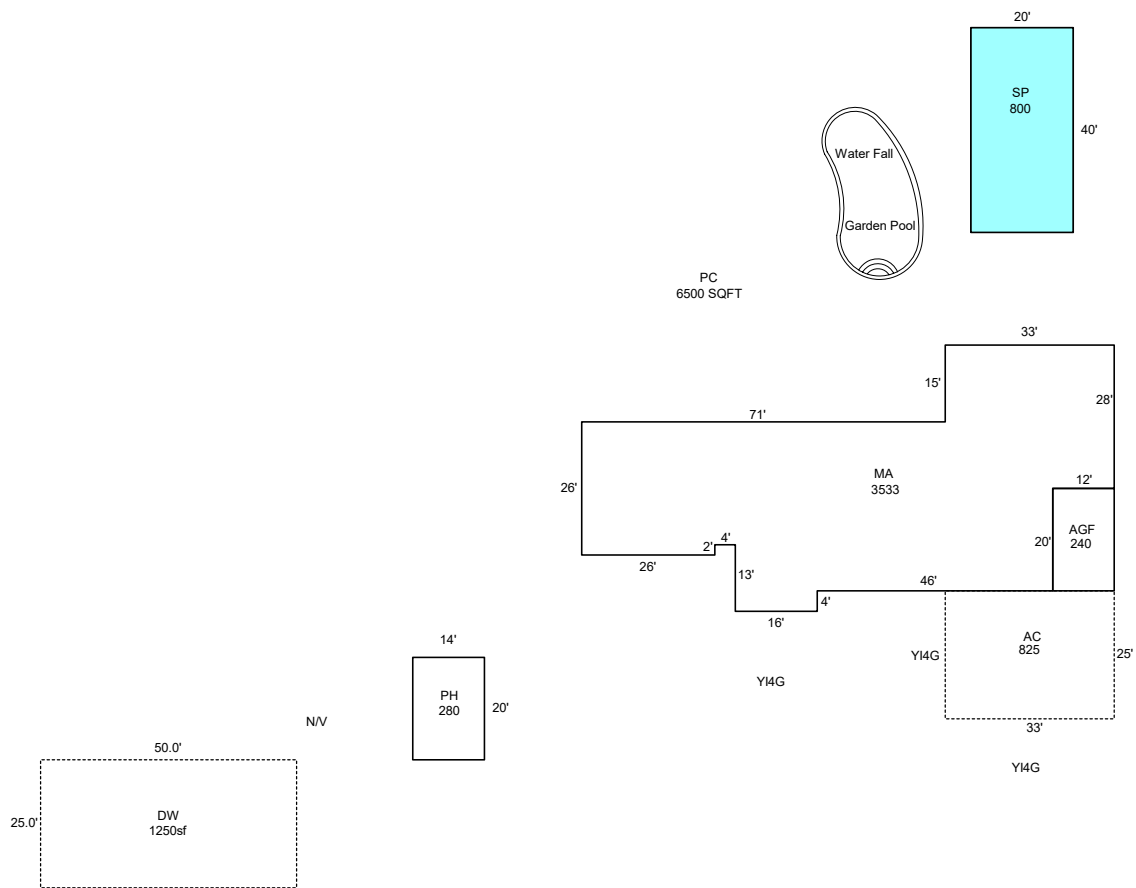 20'
SP
800
40'
Water Fall
Garden Pool
PC
6500 SQFT
33'
15'
28'
71'
26'
MA
3533
12'
20'
AGF
240
2'
4'
26'
13'
46'
4'
16'
AC
825
YI4G
25'
YI4G
33'
YI4G
14'
PH
280
20'
N/V
50.0'
25.0'
DW
1250sf